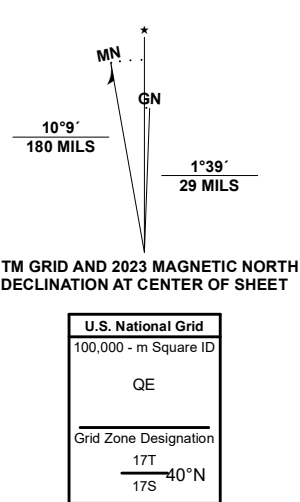 ★
MN
GN
10°9´
180 MILS
1°39´
29 MILS
TM GRID AND 2023 MAGNETIC NORTH
DECLINATION AT CENTER OF SHEET
U.S. National Grid
100,000 - m Square ID
QE
Grid Zone Designation
17T
40°N
17S